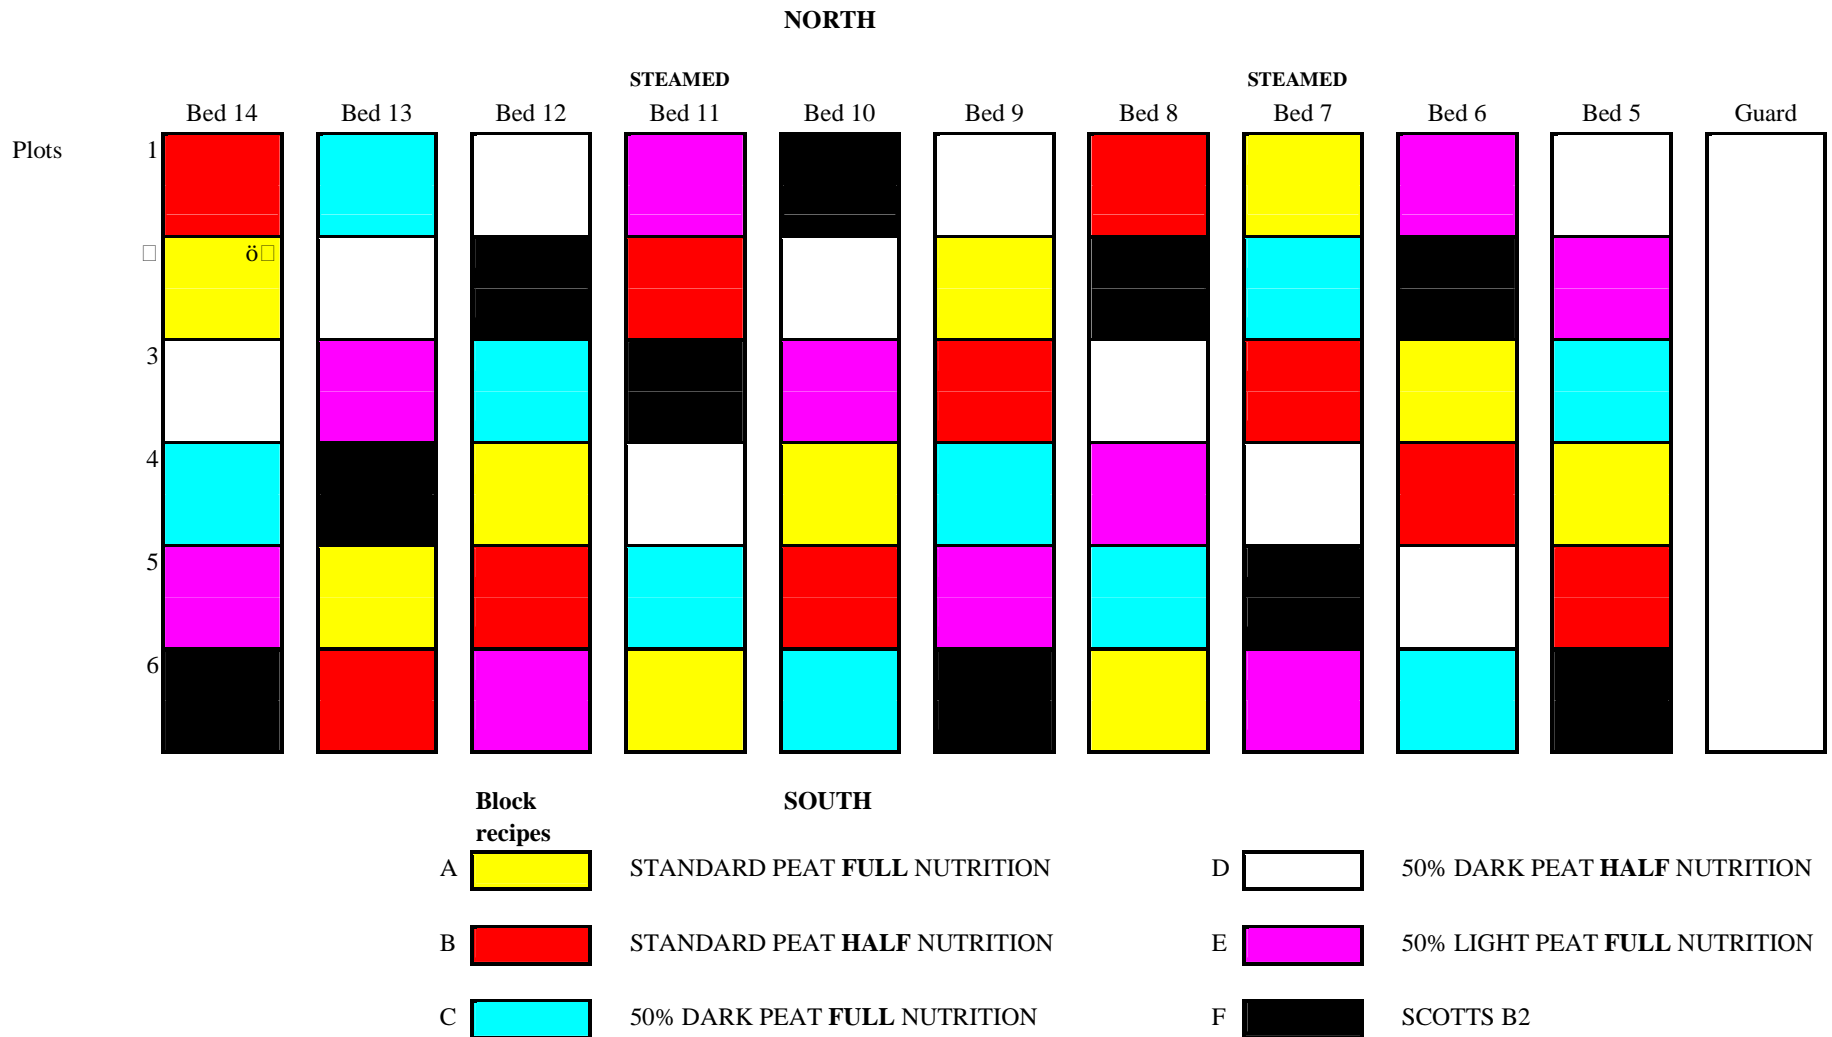 NORTH
STEAMED STEAMED
Bed 14 Bed 13 Bed 12 Bed 11 Bed 10 Bed 9 Bed 8 Bed 7 Bed 6 Bed 5 Guard
Plots 1
ö
3
4
5
6
Block SOUTH
recipes
A STANDARD PEAT FULL NUTRITION D 50% DARK PEAT HALF NUTRITION
B STANDARD PEAT HALF NUTRITION E 50% LIGHT PEAT FULL NUTRITION
C 50% DARK PEAT FULL NUTRITION F SCOTTS B2